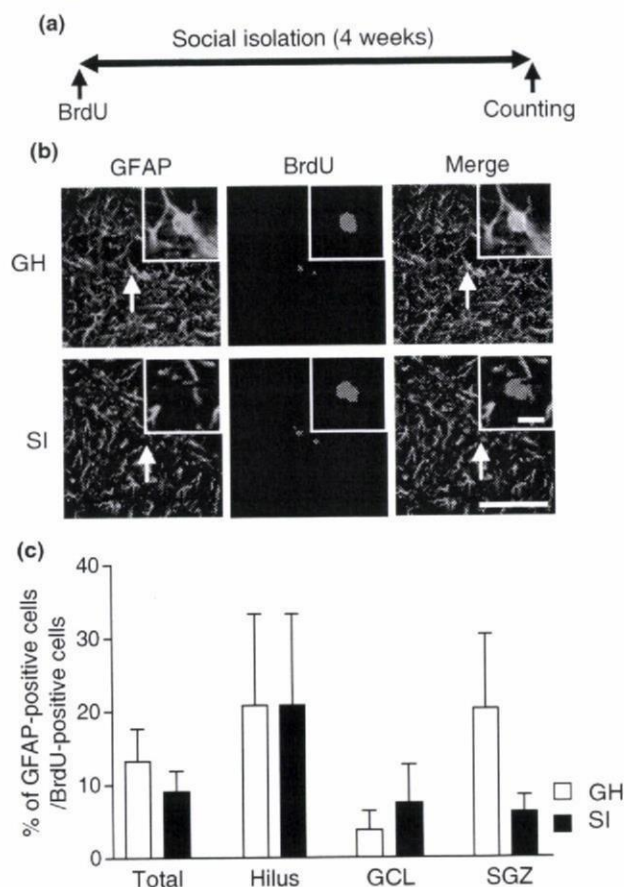 (a)
Social isolation (4 weeks)
BrdU
Counting
(b)
GFAP BrdU Merge
GH
SI
(c)
% of GFAP-positive cells
/BrdU-positive cells
40
30
20
10
0
Total Hilus GCL SGZ
GH
SI